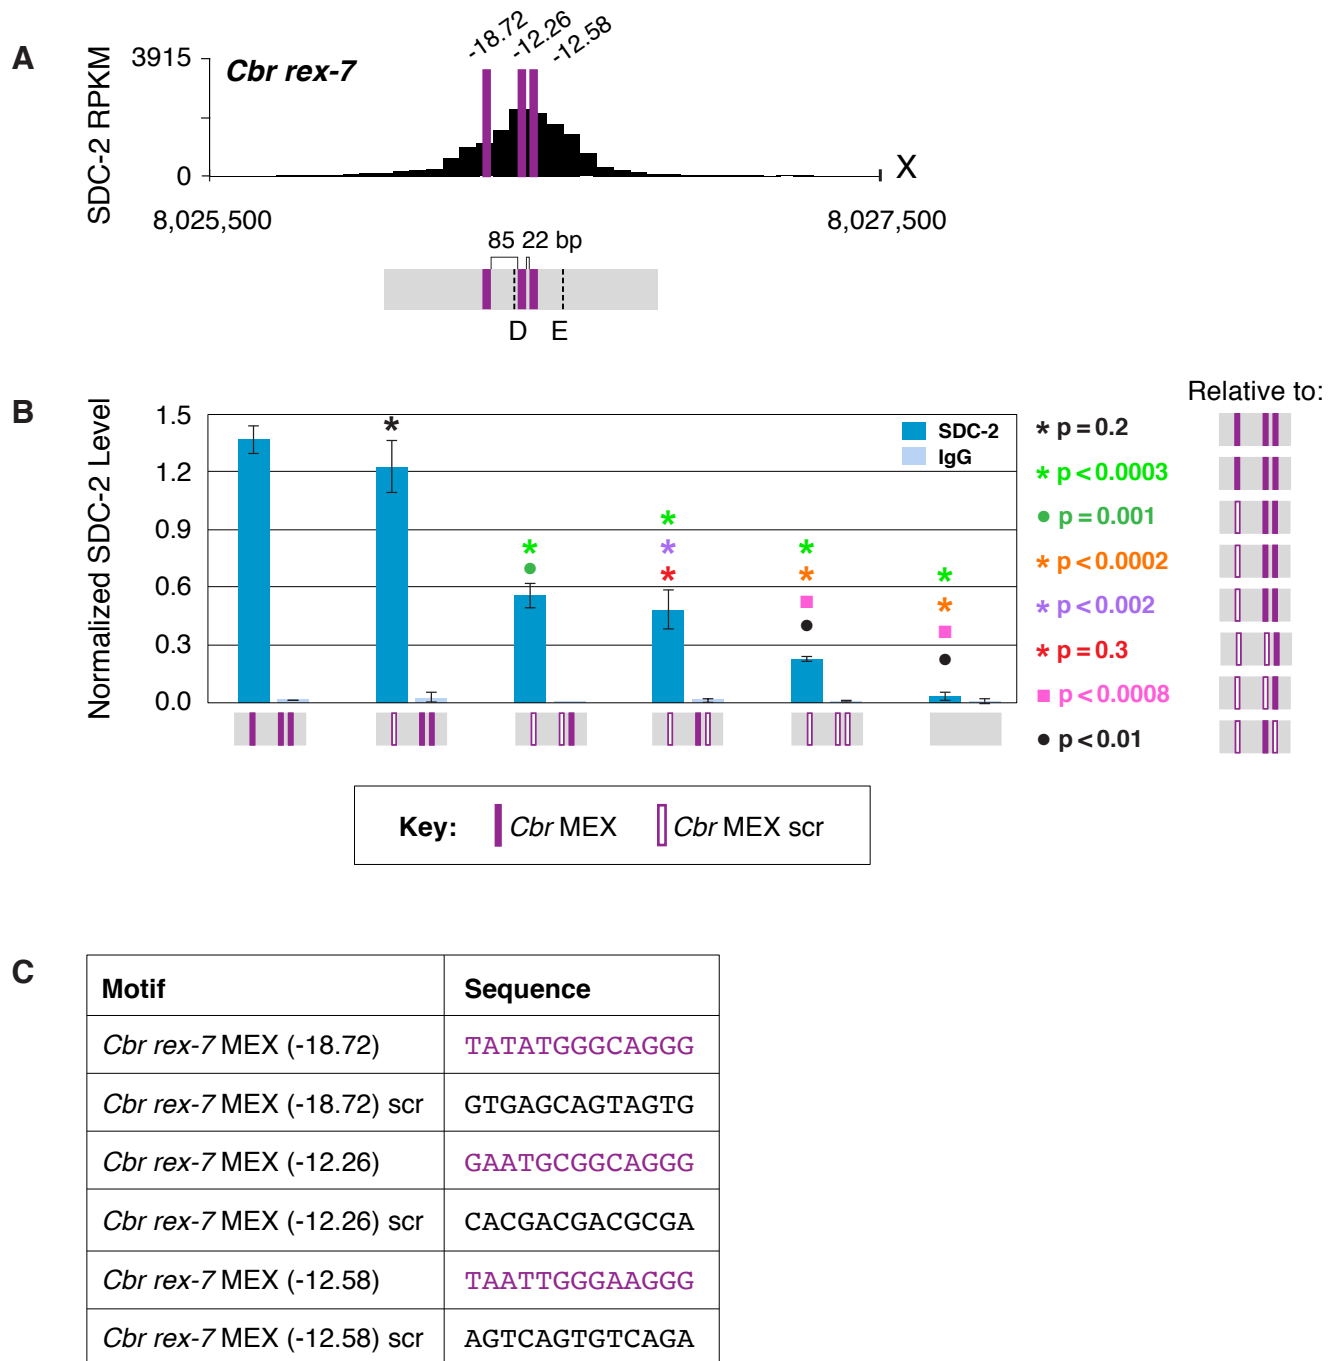 A
SDC-2 RPKM
3915
0
Cbr rex-7
-18.72
-12.26
-12.58
X
8,025,500
8,027,500
85 22 bp
D
E
B
Normalized SDC-2 Level
1.5
1.2
0.9
0.6
0.3
0.0
*
*
●
*
*
*
*
*
■
●
*
*
■
●
SDC-2
IgG
Relative to:
* p = 0.2
* p < 0.0003
● p = 0.001
* p < 0.0002
* p < 0.002
* p = 0.3
■ p < 0.0008
● p < 0.01
Key: Cbr MEX Cbr MEX scr
C
Motif Sequence
Cbr rex-7 MEX (-18.72) TATATGGGCAGGG
Cbr rex-7 MEX (-18.72) scr GTGAGCAGTAGTG
Cbr rex-7 MEX (-12.26) GAATGCGGCAGGG
Cbr rex-7 MEX (-12.26) scr CACGACGACGCGA
Cbr rex-7 MEX (-12.58) TAATTGGGAAGGG
Cbr rex-7 MEX (-12.58) scr AGTCAGTGTCAGA